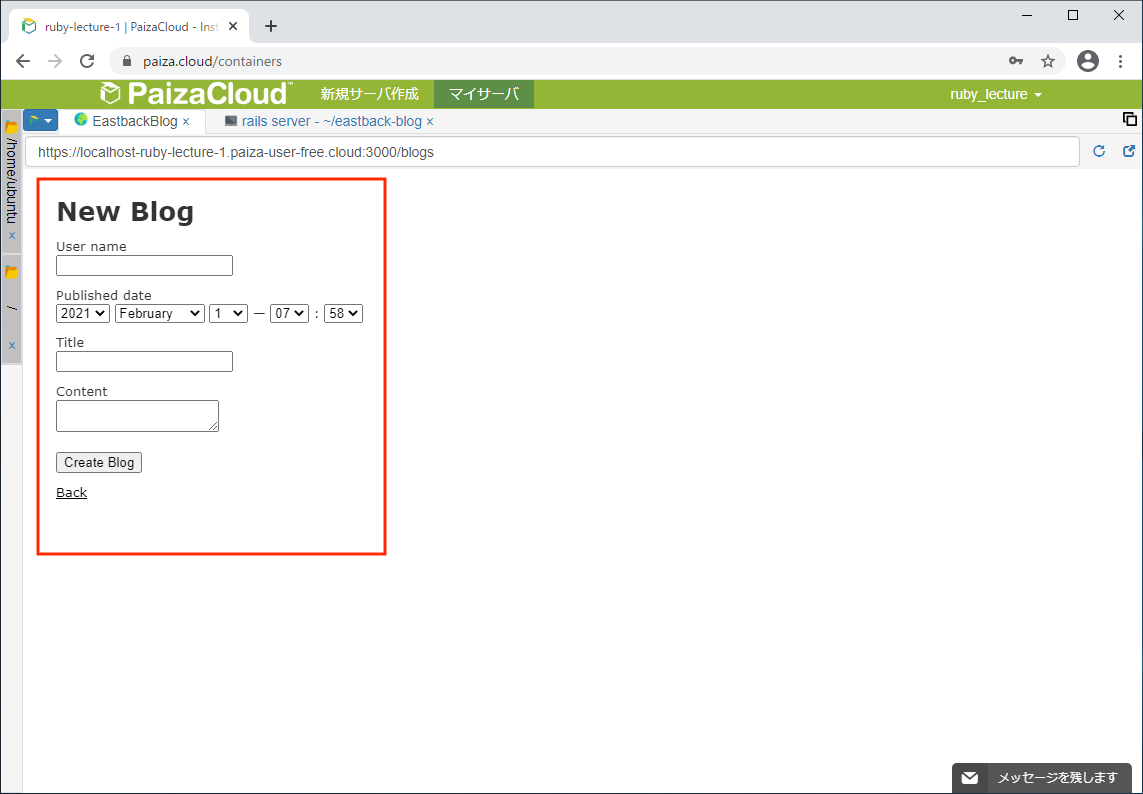 ruby-lecture-1 | PaizaCloud - Inst
paiza.cloud/containers
PaizaCloud™ 新規サーバ作成 マイサーバ ruby_lecture
EastbackBlog × rails server - ~/eastback-blog ×
https://localhost-ruby-lecture-1.paiza-user-free.cloud:3000/blogs
/home/ubuntu ×
/ ×
New Blog
User name
Published date
2021 February 1 — 07 : 58
Title
Content
Create Blog
Back
メッセージを残します